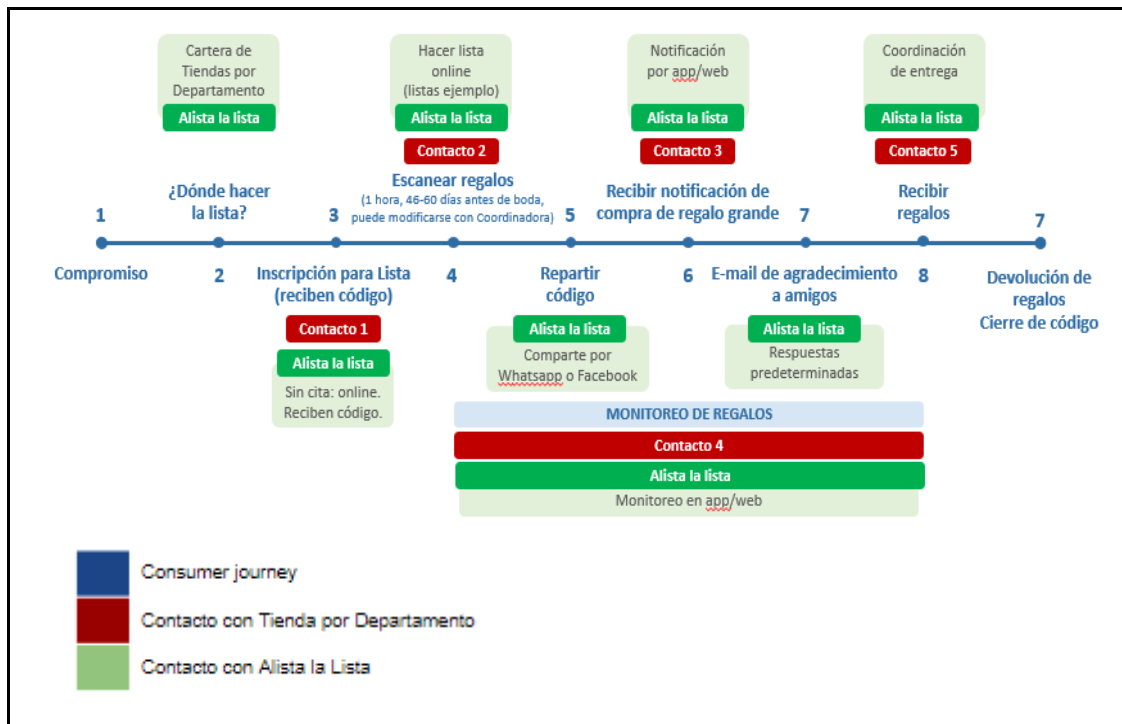 Cartera de
Tiendas por
Departamento
Alista la lista
Hacer lista
online
(listas ejemplo)
Alista la lista
Contacto 2
Notificación
por app/web
Alista la lista
Contacto 3
Coordinación
de entrega
Alista la lista
Contacto 5
1
¿Dónde hacer
la lista?
3
Escanear regalos
(1 hora, 46-60 días antes de boda,
puede modificarse con Coordinadora)
5
Recibir notificación de
compra de regalo grande
7
Recibir
regalos
7
Compromiso
2
Inscripción para Lista
(reciben código)
Contacto 1
Alista la lista
Sin cita: online.
Reciben código.
4
Repartir
código
Alista la lista
Comparte por
Whatsapp o Facebook
6
E-mail de agradecimiento
a amigos
Alista la lista
Respuestas
predeterminadas
8
Devolución de
regalos
Cierre de código
MONITOREO DE REGALOS
Contacto 4
Alista la lista
Monitoreo en app/web
Consumer journey
Contacto con Tienda por Departamento
Contacto con Alista la Lista